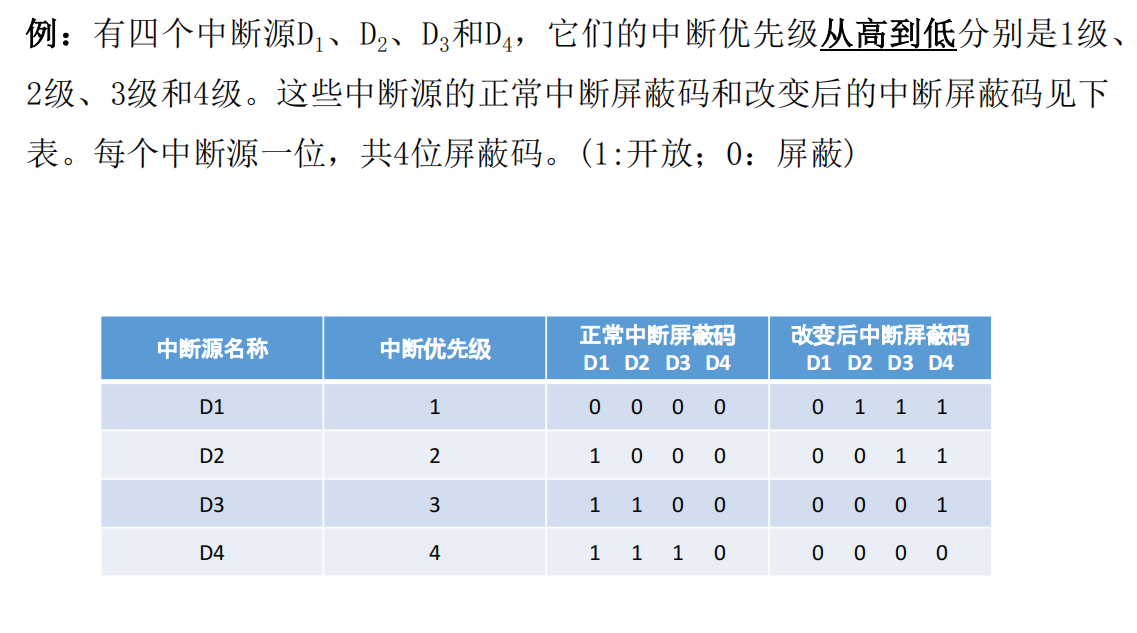 例：有四个中断源D₁、D₂、D₃和D₄，它们的中断优先级从高到低分别是1级、
2级、3级和4级。这些中断源的正常中断屏蔽码和改变后的中断屏蔽码见下
表。每个中断源一位，共4位屏蔽码。(1:开放；0：屏蔽)
中断源名称 中断优先级 正常中断屏蔽码 改变后中断屏蔽码
D1 D2 D3 D4 D1 D2 D3 D4
D1 1 0 0 0 0 0 1 1 1
D2 2 1 0 0 0 0 0 1 1
D3 3 1 1 0 0 0 0 0 1
D4 4 1 1 1 0 0 0 0 0